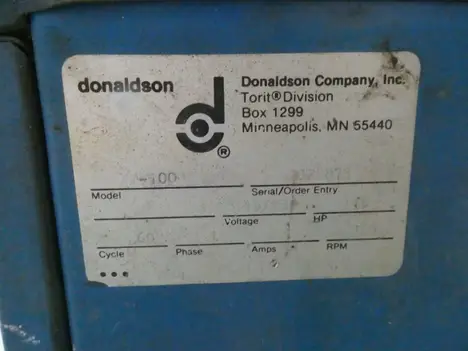 donaldson
d
®
Donaldson Company, Inc.
Torit® Division
Box 1299
Minneapolis, MN 55440
Model
Serial/Order Entry
Voltage
HP
Cycle
Phase
Amps
RPM